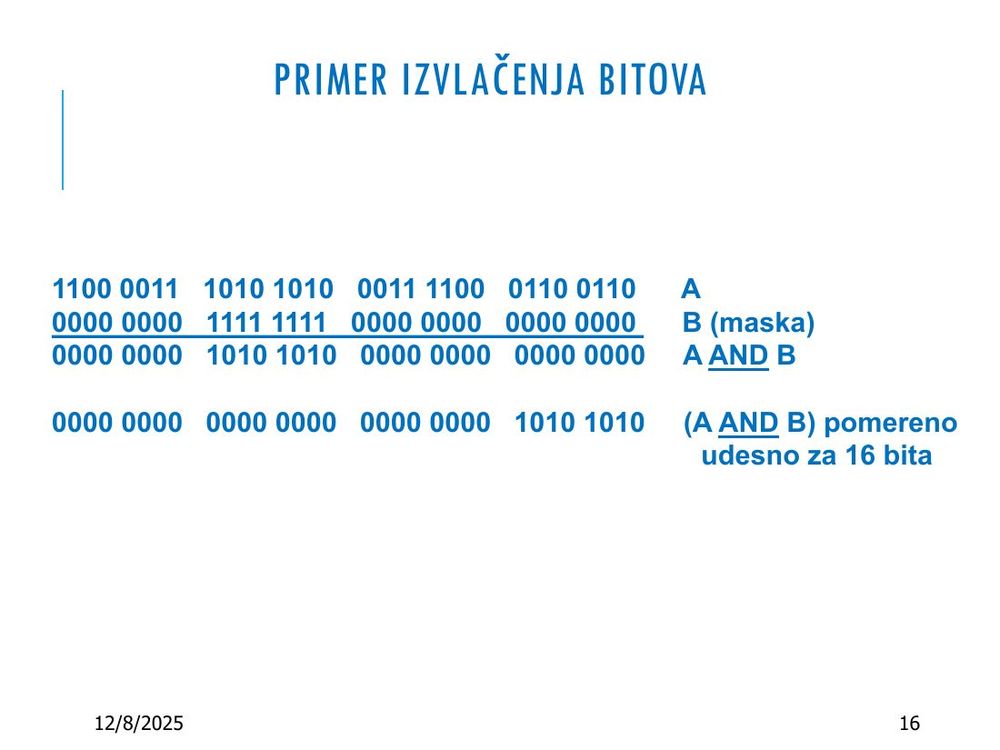 PRIMER IZVLAČENJA BITOVA
1100 0011 1010 1010 0011 1100 0110 0110 A
0000 0000 1111 1111 0000 0000 0000 0000 B (maska)
0000 0000 1010 1010 0000 0000 0000 0000 A AND B
0000 0000 0000 0000 0000 0000 1010 1010 (A AND B) pomereno
udesno za 16 bita
12/8/2025 16